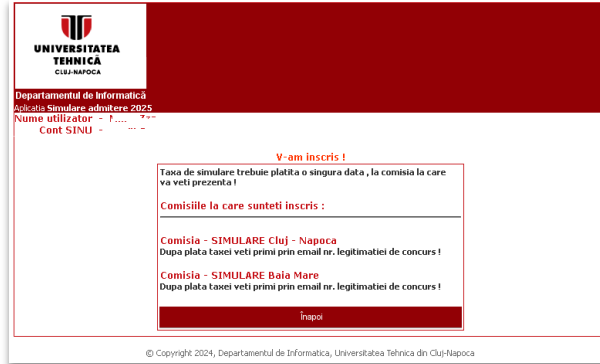 UNIVERSITATEA
TEHNICĂ
CLUJ-NAPOCA
Departamentul de Informatică
Aplicatia Simulare admitere 2025
Nume utilizator -
Cont SINU -
V-am inscris !
Taxa de simulare trebuie platita o singura data , la comisia la care
va veti prezenta !
Comisiile la care sunteti inscris :
Comisia - SIMULARE Cluj - Napoca
Dupa plata taxei veti primi prin email nr. legitimatiei de concurs !
Comisia - SIMULARE Baia Mare
Dupa plata taxei veti primi prin email nr. legitimatiei de concurs !
Înapoi
© Copyright 2024, Departamentul de Informatica, Universitatea Tehnica din Cluj-Napoca